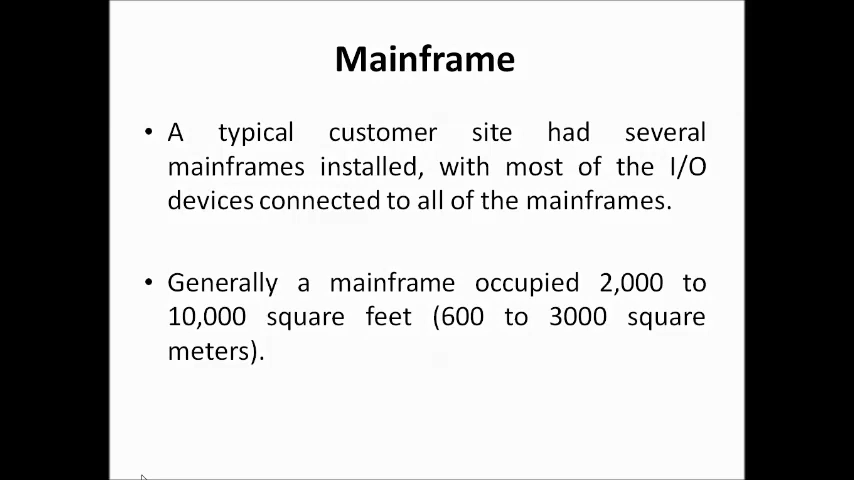 Mainframe
• A typical customer site had several
mainframes installed, with most of the I/O
devices connected to all of the mainframes.
• Generally a mainframe occupied 2,000 to
10,000 square feet (600 to 3000 square
meters).